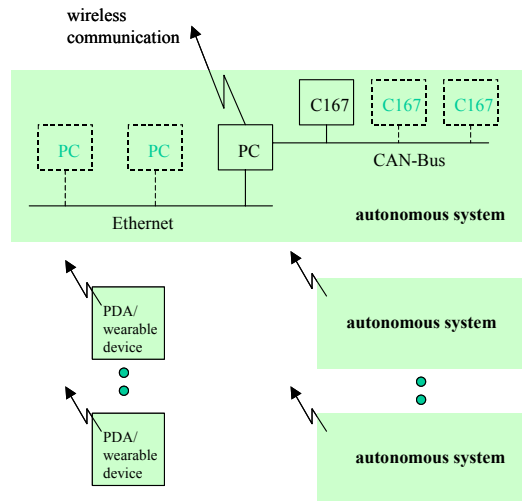 wireless
communication
C167
C167
C167
PC
PC
PC
CAN-Bus
Ethernet
autonomous system
PDA/
wearable
device
autonomous system
PDA/
wearable
device
autonomous system